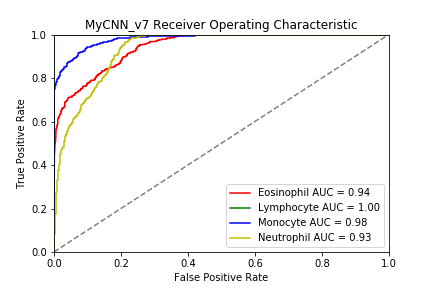 MyCNN_v7 Receiver Operating Characteristic
1.0
0.8
0.6
0.4
0.2
0.0
True Positive Rate
Eosinophil AUC = 0.94
Lymphocyte AUC = 1.00
Monocyte AUC = 0.98
Neutrophil AUC = 0.93
0.0 0.2 0.4 0.6 0.8 1.0
False Positive Rate